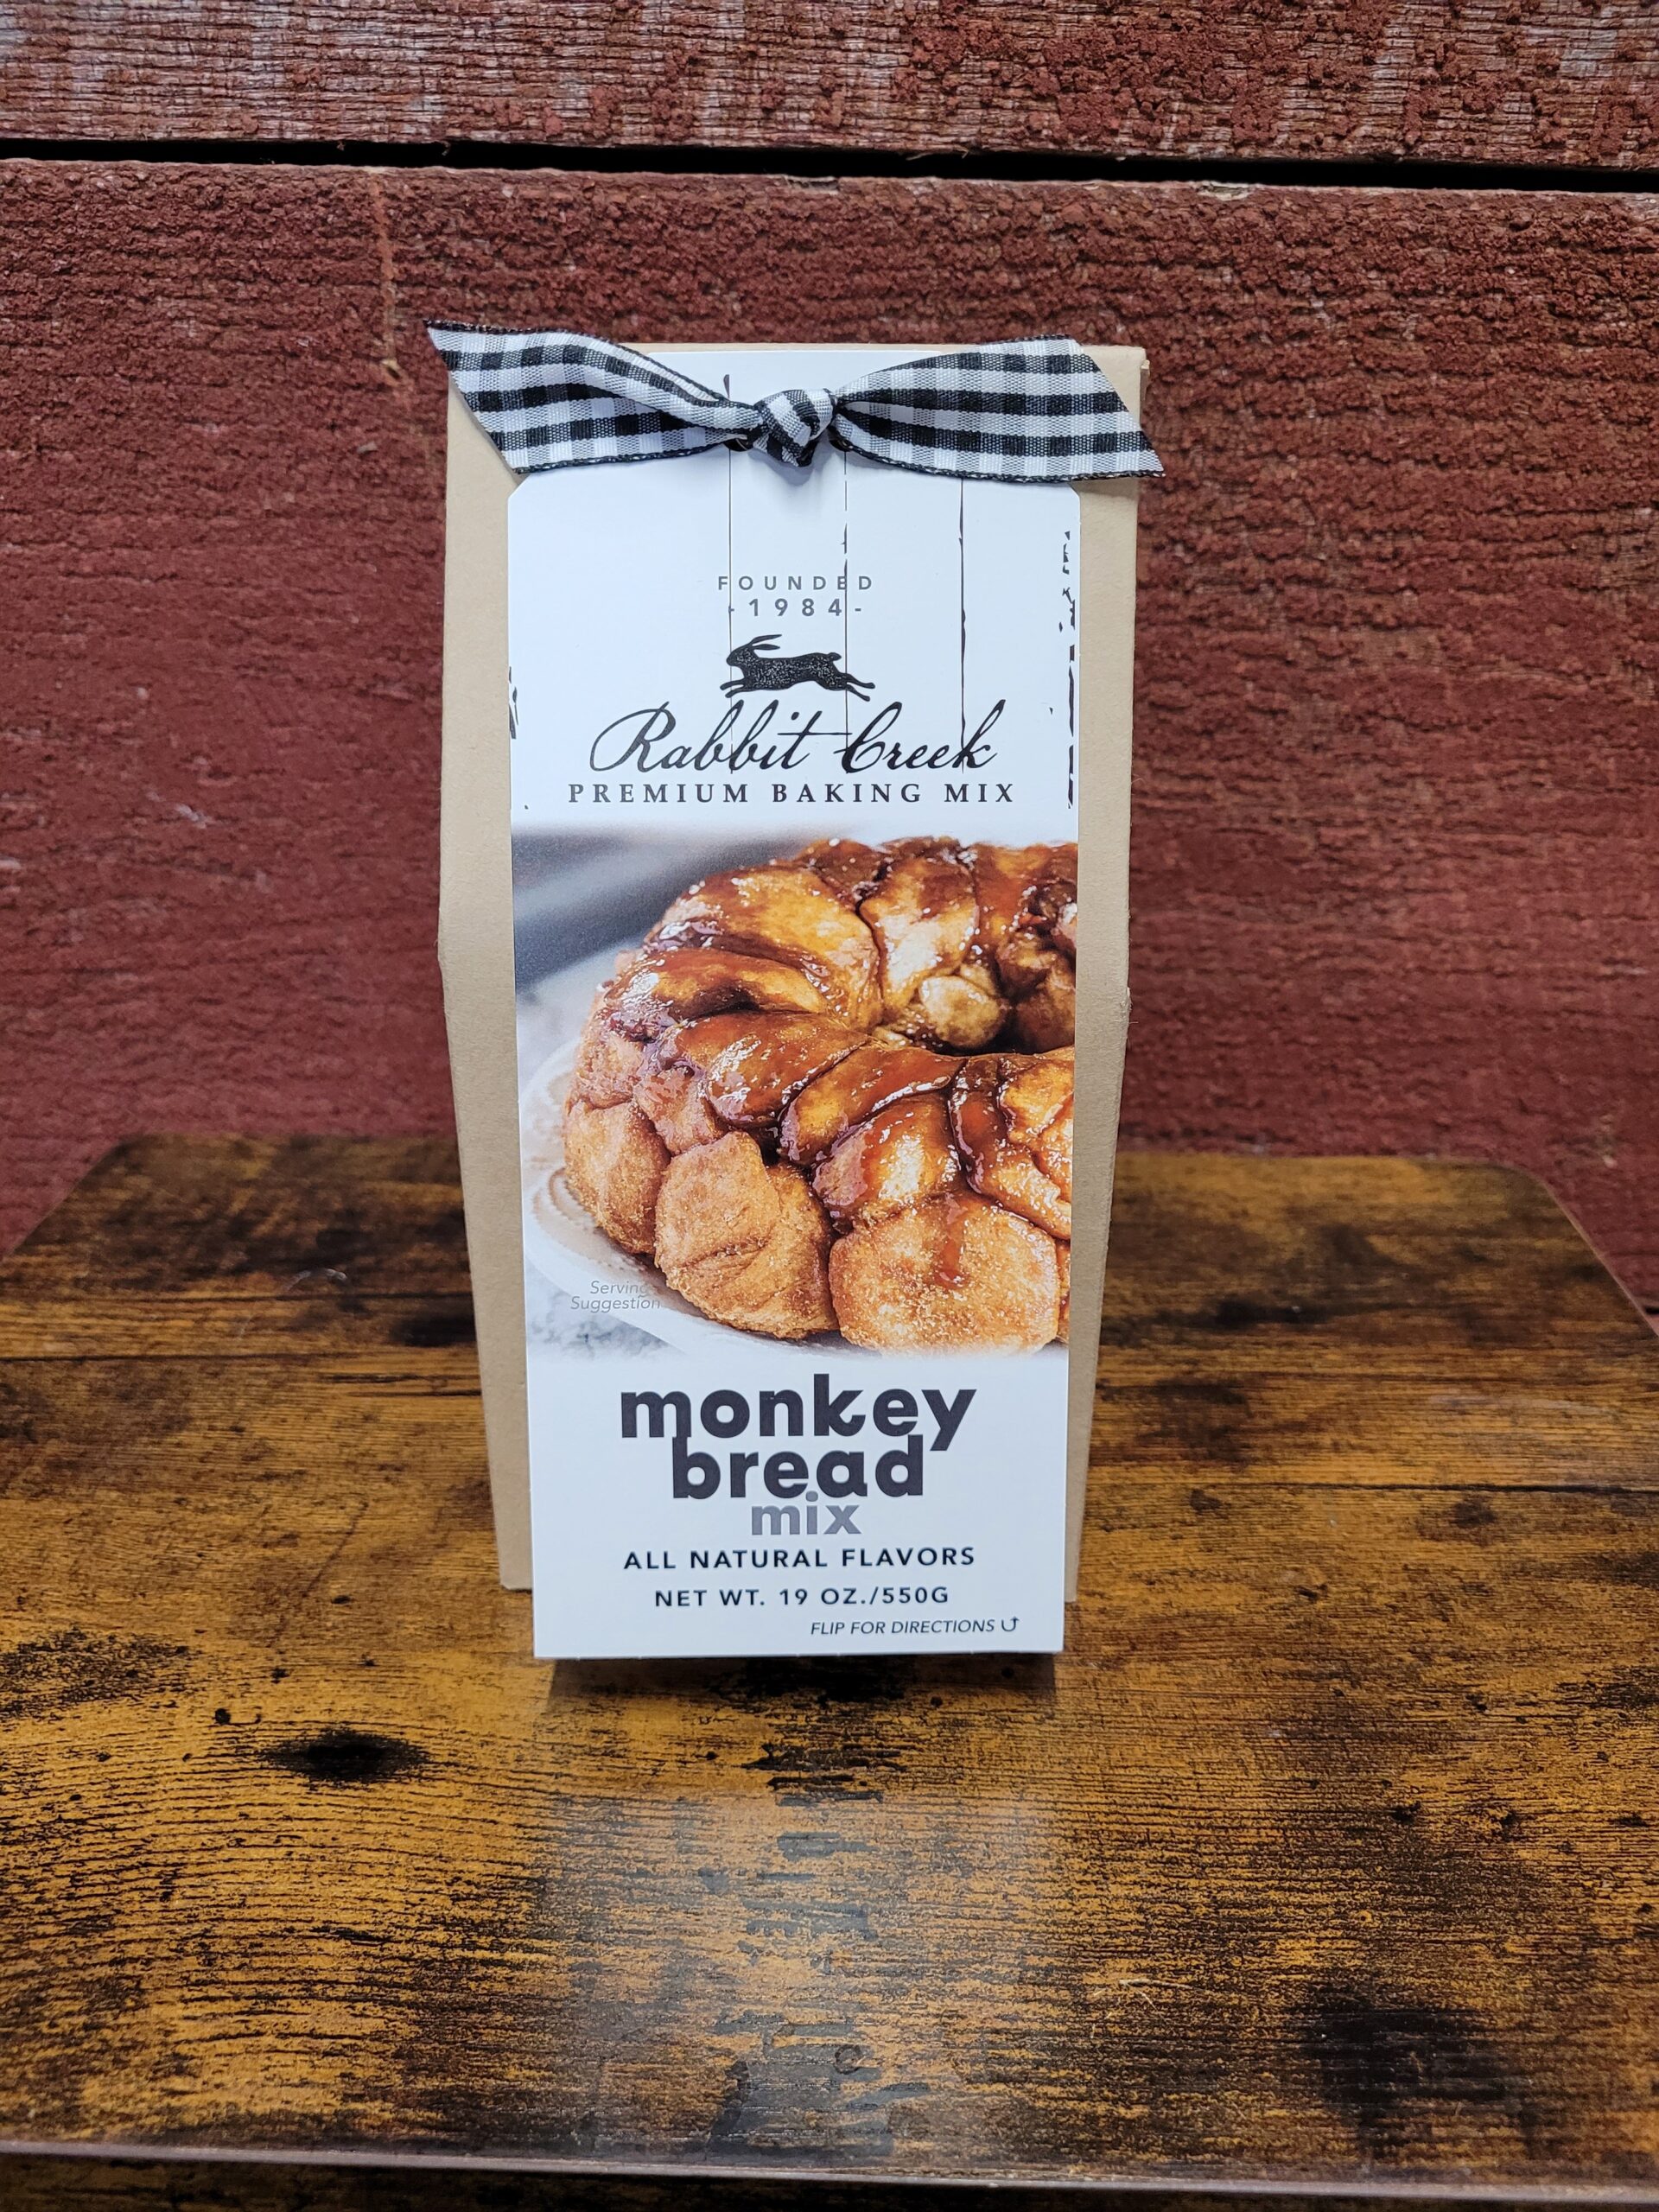 FOUNDED
-1984-
Rabbit Creek
PREMIUM BAKING MIX
Serving
Suggestion
monkey
bread
mix
ALL NATURAL FLAVORS
NET WT. 19 OZ./550G
FLIP FOR DIRECTIONS